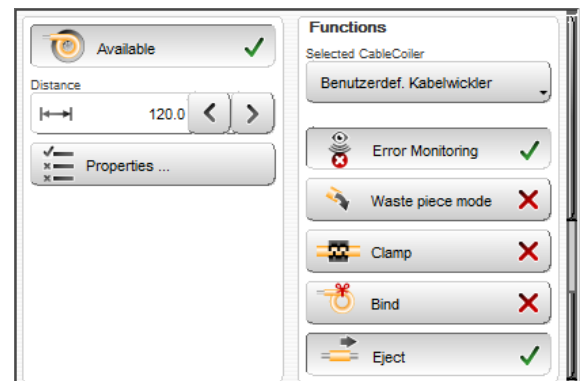 Available
Distance
120.0
Properties ...
Functions
Selected CableCoiler
Benutzerdef. Kabelwickler
Error Monitoring
Waste piece mode
Clamp
Bind
Eject